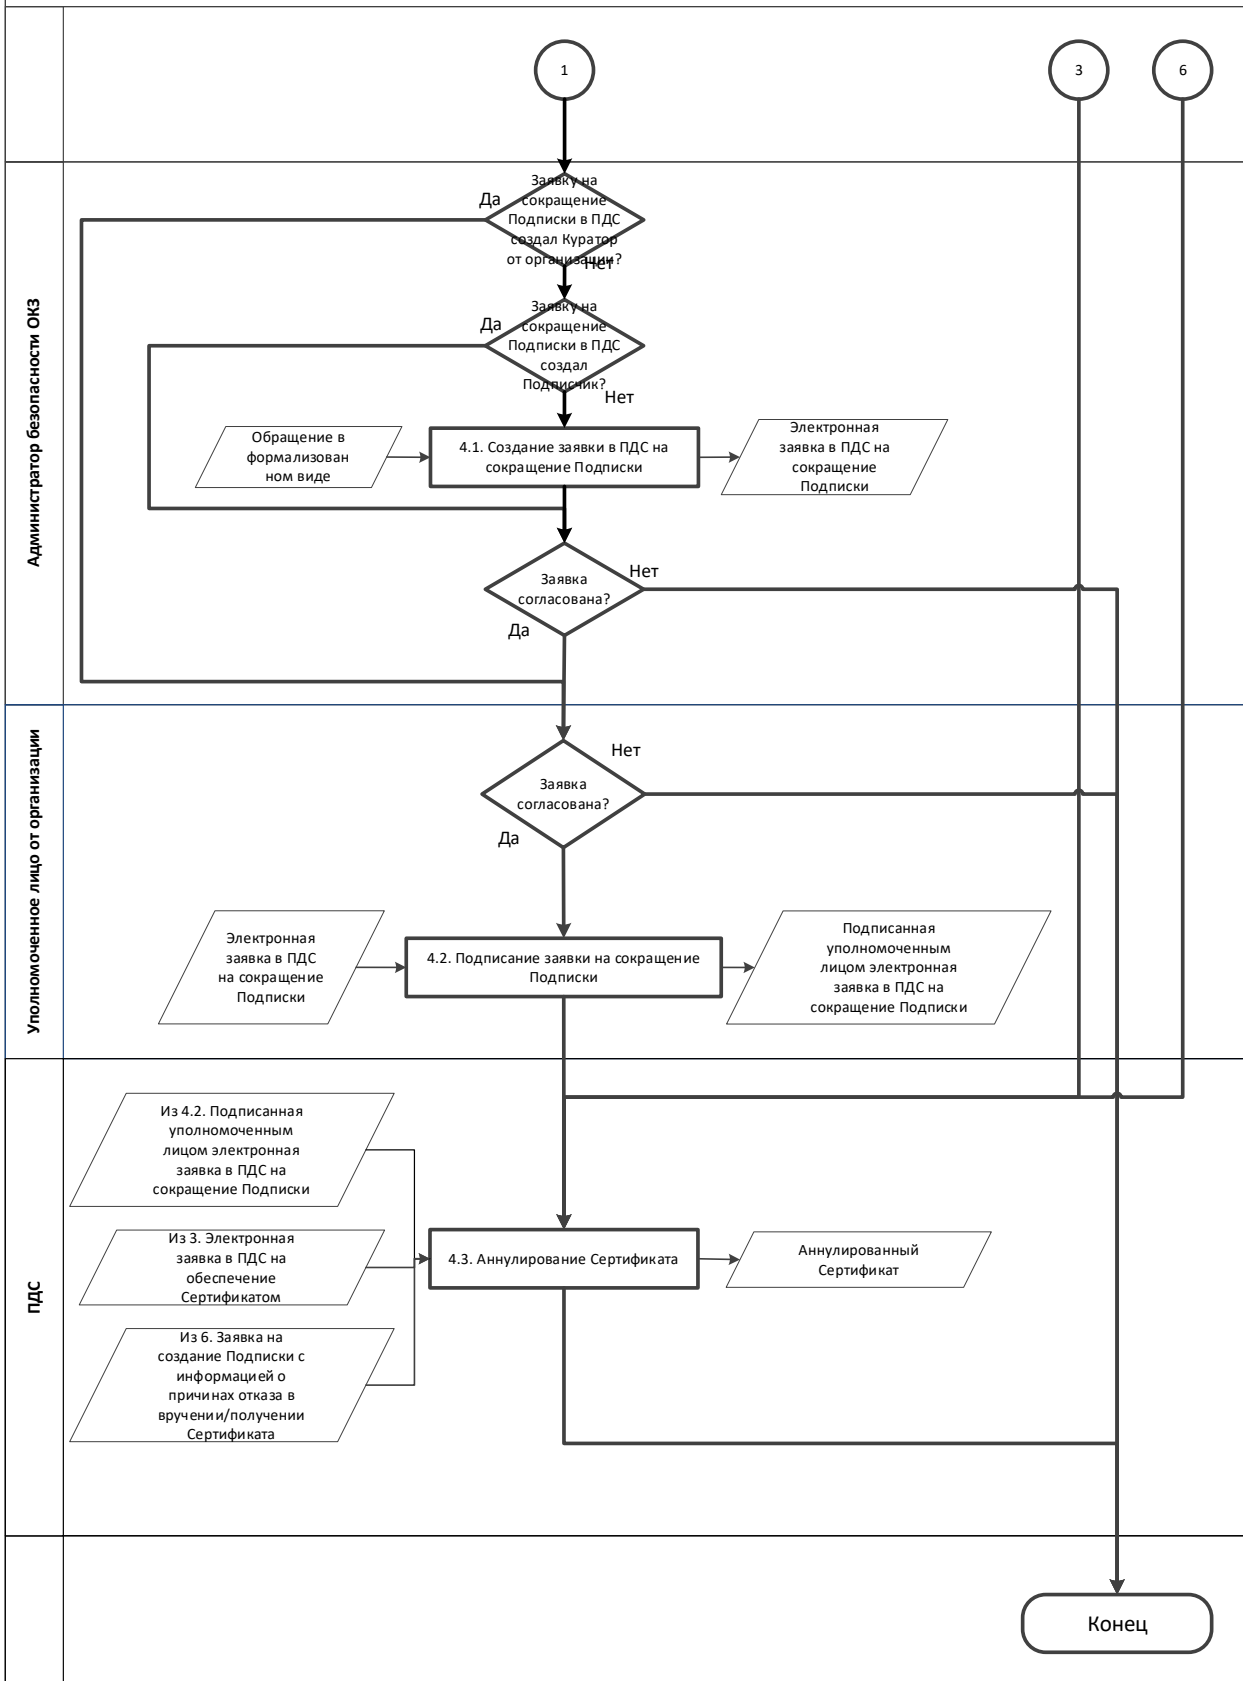 1
3
6
Администратор безопасности ОКЗ
Заявку на
сокращение
Подписки в ПДС
создал Куратор
от организации?
Да
Нет
Заявку на
сокращение
Подписки в ПДС
создал
Подписчик?
Да
Нет
Обращение в
формализован
ном виде
4.1. Создание заявки в ПДС на
сокращение Подписки
Электронная
заявка в ПДС на
сокращение
Подписки
Заявка
согласована?
Нет
Да
Уполномоченное лицо от организации
Заявка
согласована?
Нет
Да
Электронная
заявка в ПДС
на сокращение
Подписки
4.2. Подписание заявки на сокращение
Подписки
Подписанная
уполномоченным
лицом электронная
заявка в ПДС на
сокращение Подписки
ПДС
Из 4.2. Подписанная
уполномоченным
лицом электронная
заявка в ПДС на
сокращение Подписки
Из 3. Электронная
заявка в ПДС на
обеспечение
Сертификатом
Из 6. Заявка на
создание Подписки с
информацией о
причинах отказа в
вручении/получении
Сертификата
4.3. Аннулирование Сертификата
Аннулированный
Сертификат
Конец